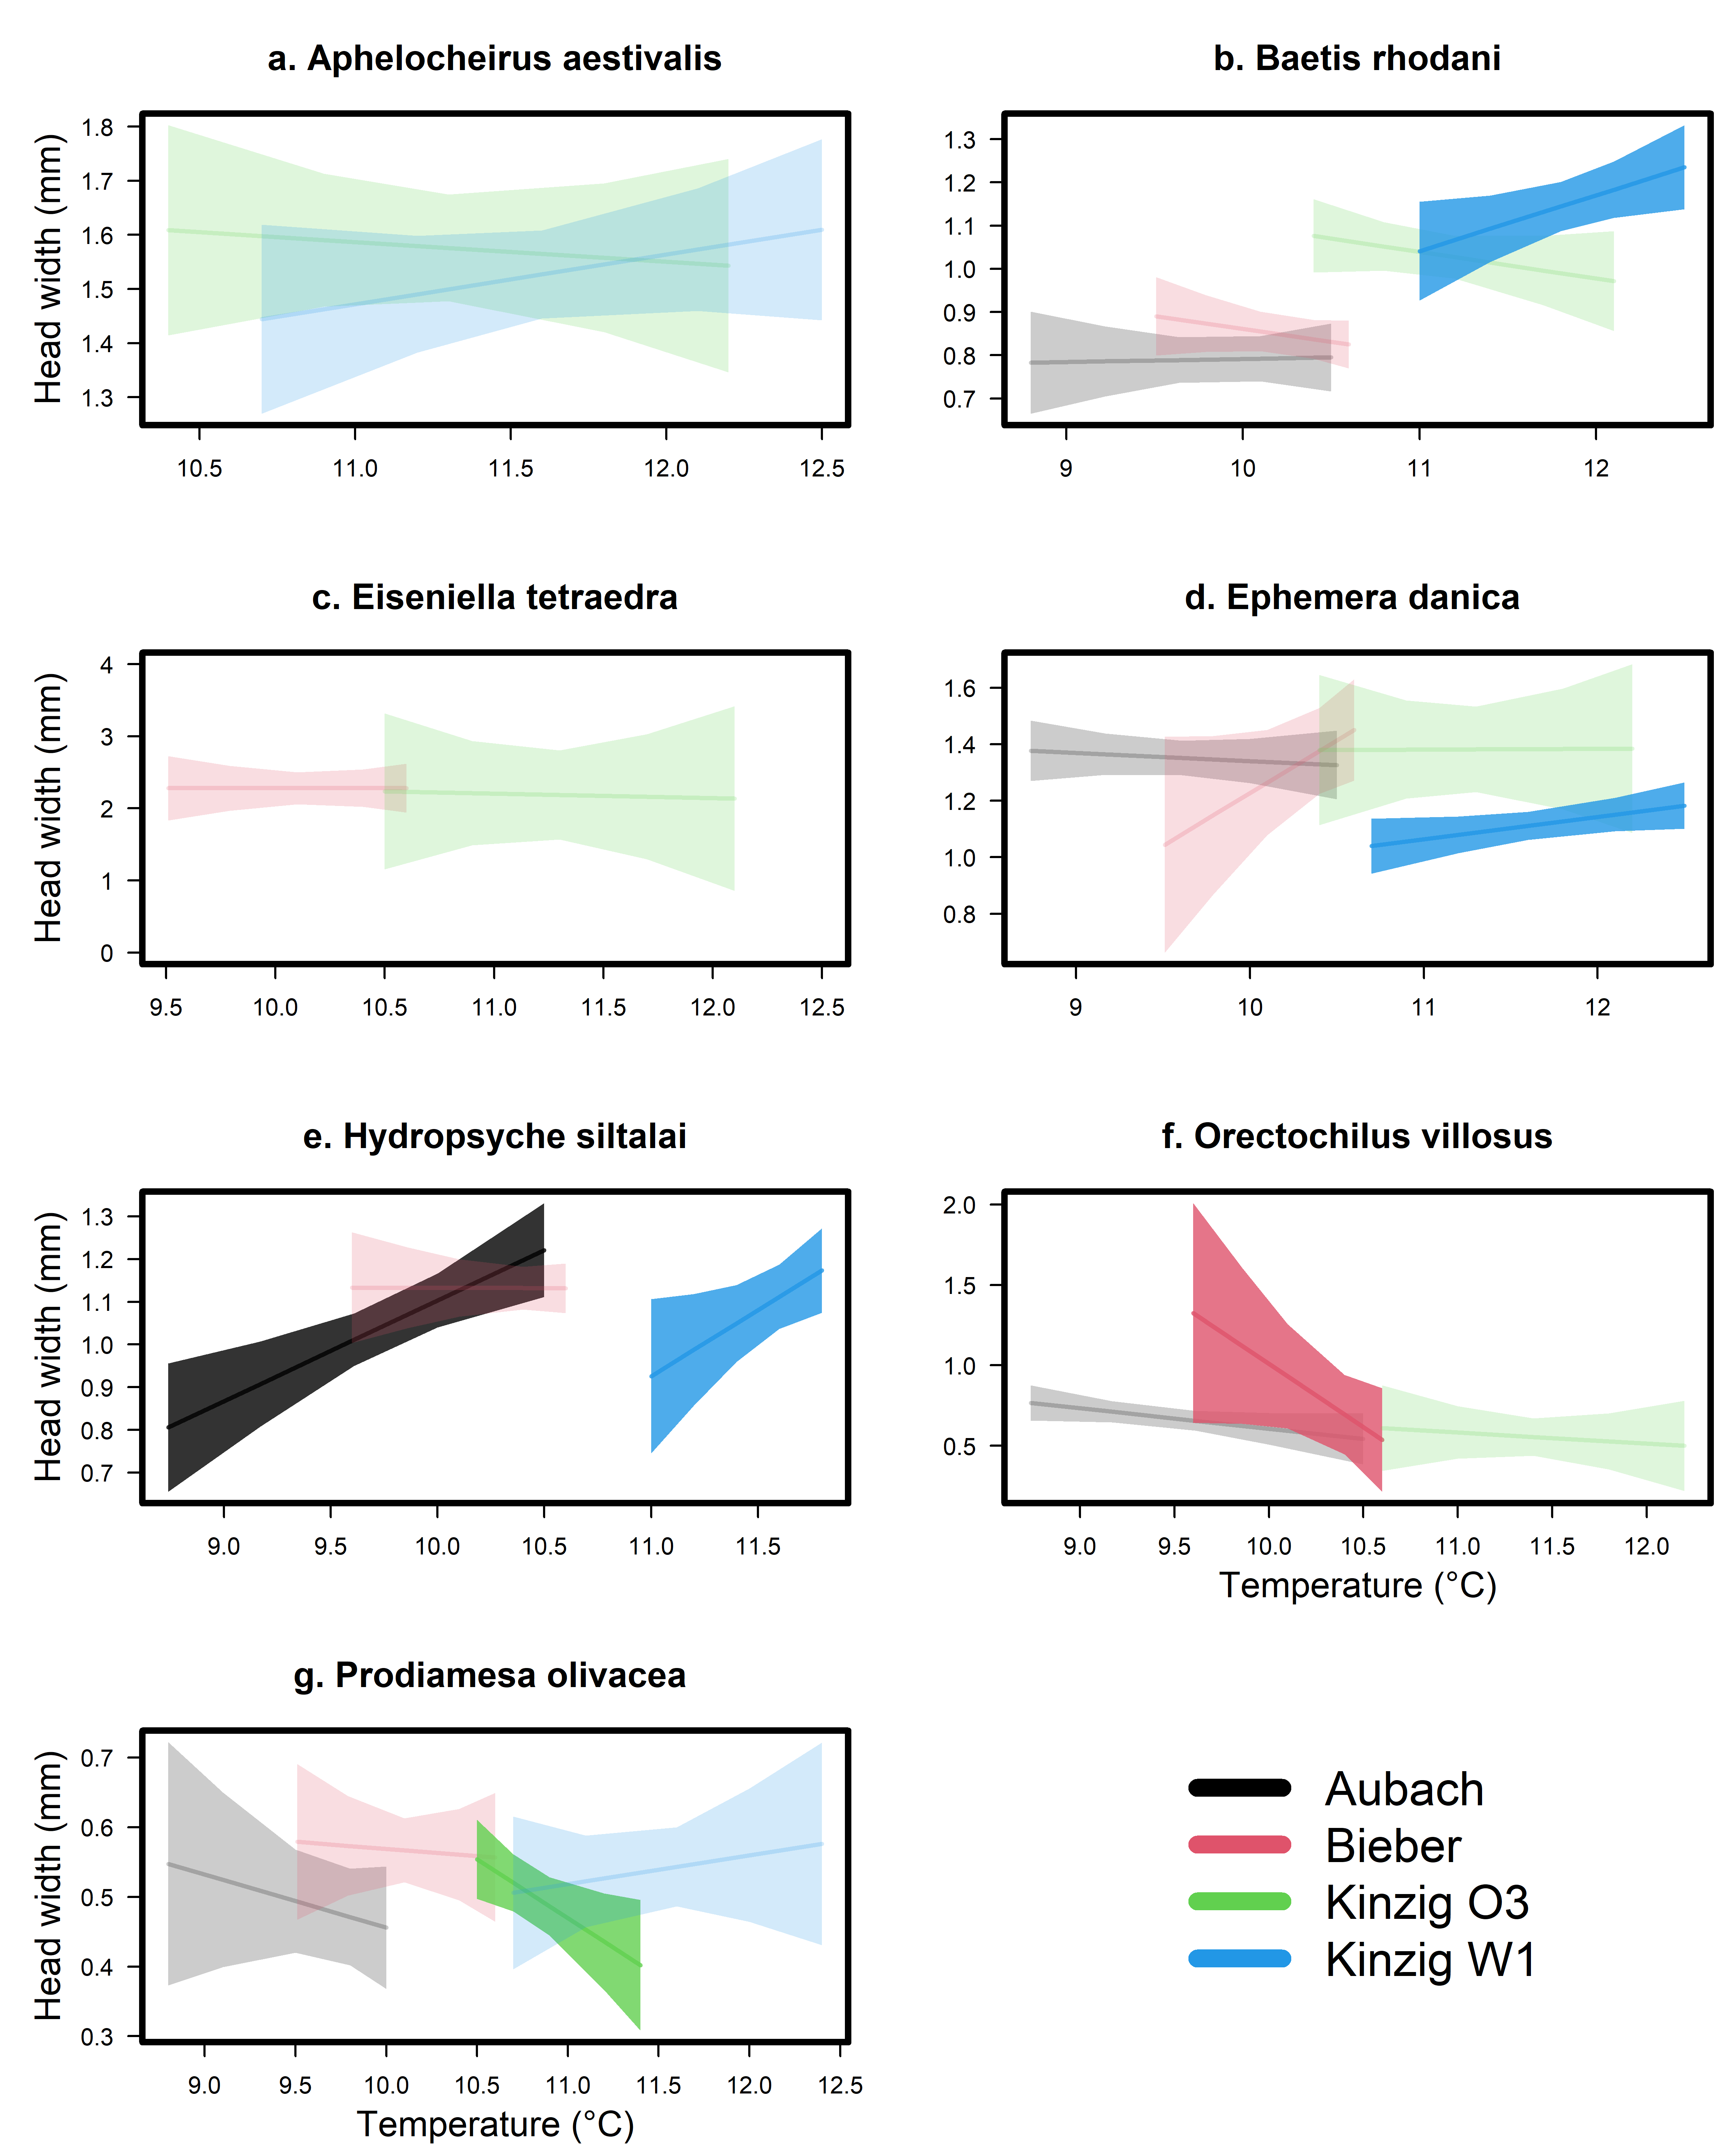 a. Aphelocheirus aestivalis
Head width (mm)
1.8
1.7
1.6
1.5
1.4
1.3
10.5 11.0 11.5 12.0 12.5
b. Baetis rhodani
1.3
1.2
1.1
1.0
0.9
0.8
0.7
9 10 11 12
c. Eiseniella tetraedra
Head width (mm)
4
3
2
1
0
9.5 10.0 10.5 11.0 11.5 12.0 12.5
d. Ephemera danica
1.6
1.4
1.2
1.0
0.8
9 10 11 12
e. Hydropsyche siltalai
Head width (mm)
1.3
1.2
1.1
1.0
0.9
0.8
0.7
9.0 9.5 10.0 10.5 11.0 11.5
f. Orectochilus villosus
2.0
1.5
1.0
0.5
9.0 9.5 10.0 10.5 11.0 11.5 12.0
Temperature (°C)
g. Prodiamesa olivacea
Head width (mm)
0.7
0.6
0.5
0.4
0.3
9.0 9.5 10.0 10.5 11.0 11.5 12.0 12.5
Temperature (°C)
Aubach
Bieber
Kinzig O3
Kinzig W1